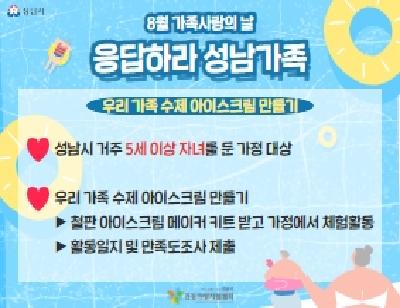 성남시
8월 가족사랑의 날
응답하라 성남가족
우리 가족 수제 아이스크림 만들기
성남시 거주 5세 이상 자녀를 둔 가정 대상
우리 가족 수제 아이스크림 만들기
▶ 철판 아이스크림 메이커 키트 받고 가정에서 체험활동
▶ 활동일지 및 만족도조사 제출